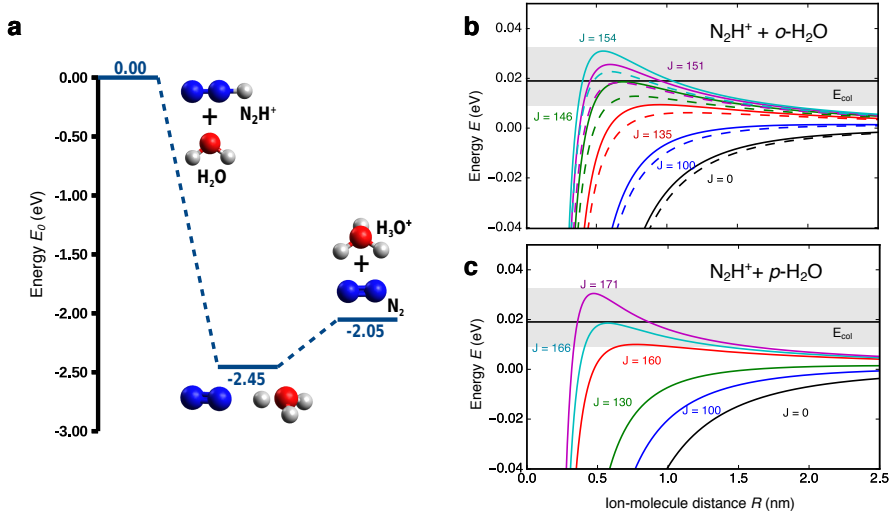 a
Energy E₀ (eV)
0.00
-0.50
-1.00
-1.50
-2.00
-2.50
-3.00
0.00
N₂H⁺
+
H₂O
H₃O⁺
+
N₂
-2.05
-2.45
b
N₂H⁺ + o-H₂O
Energy E (eV)
0.04
0.02
0.00
−0.02
−0.04
J = 154
J = 151
E_col
J = 146
J = 135
J = 100
J = 0
c
N₂H⁺+ p-H₂O
Energy E (eV)
0.04
0.02
0.00
−0.02
−0.04
J = 171
E_col
J = 166
J = 160
J = 130
J = 100
J = 0
0.0 0.5 1.0 1.5 2.0 2.5
Ion-molecule distance R (nm)